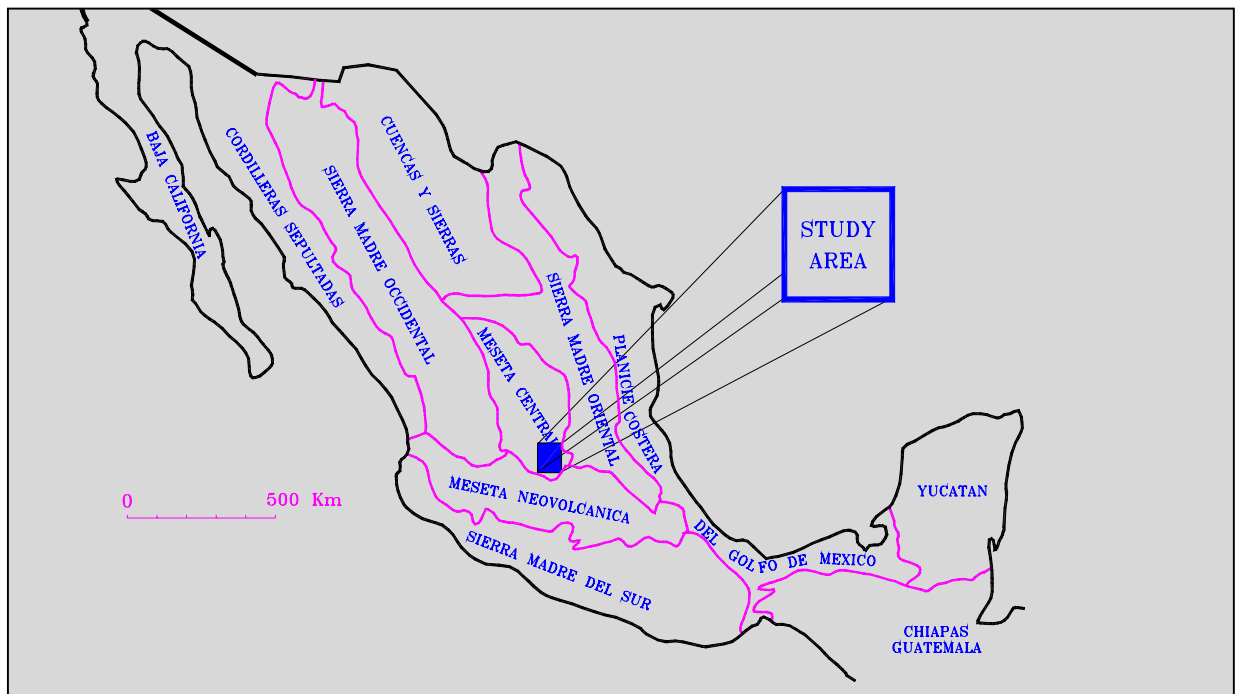 BAJA CALIFORNIA
CORDILLERAS SEPULTADAS
SIERRA MADRE OCCIDENTAL
CUENCAS Y SIERRAS
STUDY
AREA
SIERRA MADRE ORIENTAL
MESETA CENTRAL
PLANICIE COSTERA
DEL GOLFO DE MEXICO
MESETA NEOVOLCANICA
SIERRA MADRE DEL SUR
YUCATAN
0 500 Km
CHIAPAS
GUATEMALA